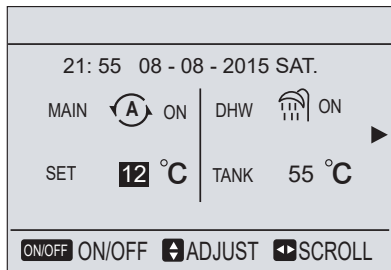 21: 55 08 - 08 - 2015 SAT.
MAIN A ON DHW ON
SET 12 °C TANK 55 °C
ON/OFF ON/OFF ADJUST SCROLL